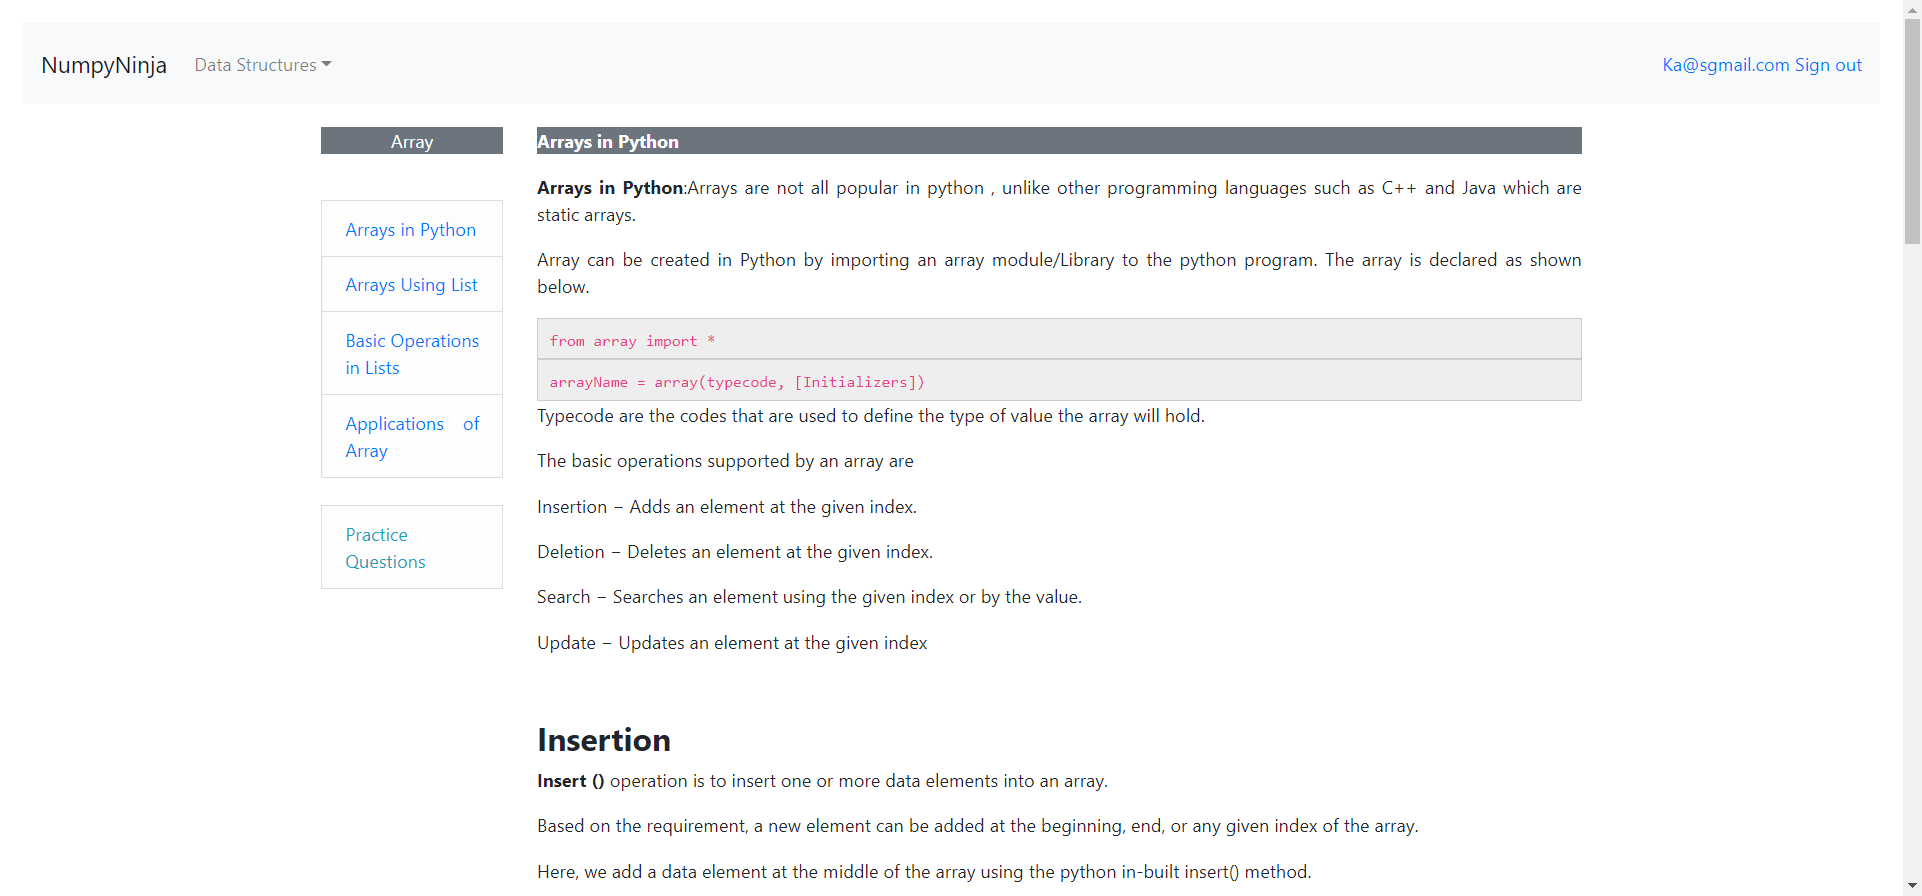 NumpyNinja Data Structures Ka@sgmail.com Sign out
Array
Arrays in Python
Arrays Using List
Basic Operations
in Lists
Applications of
Array
Practice
Questions
Arrays in Python
Arrays in Python:Arrays are not all popular in python , unlike other programming languages such as C++ and Java which are
static arrays.
Array can be created in Python by importing an array module/Library to the python program. The array is declared as shown
below.
from array import *
arrayName = array(typecode, [Initializers])
Typecode are the codes that are used to define the type of value the array will hold.
The basic operations supported by an array are
Insertion − Adds an element at the given index.
Deletion − Deletes an element at the given index.
Search − Searches an element using the given index or by the value.
Update − Updates an element at the given index
Insertion
Insert () operation is to insert one or more data elements into an array.
Based on the requirement, a new element can be added at the beginning, end, or any given index of the array.
Here, we add a data element at the middle of the array using the python in-built insert() method.